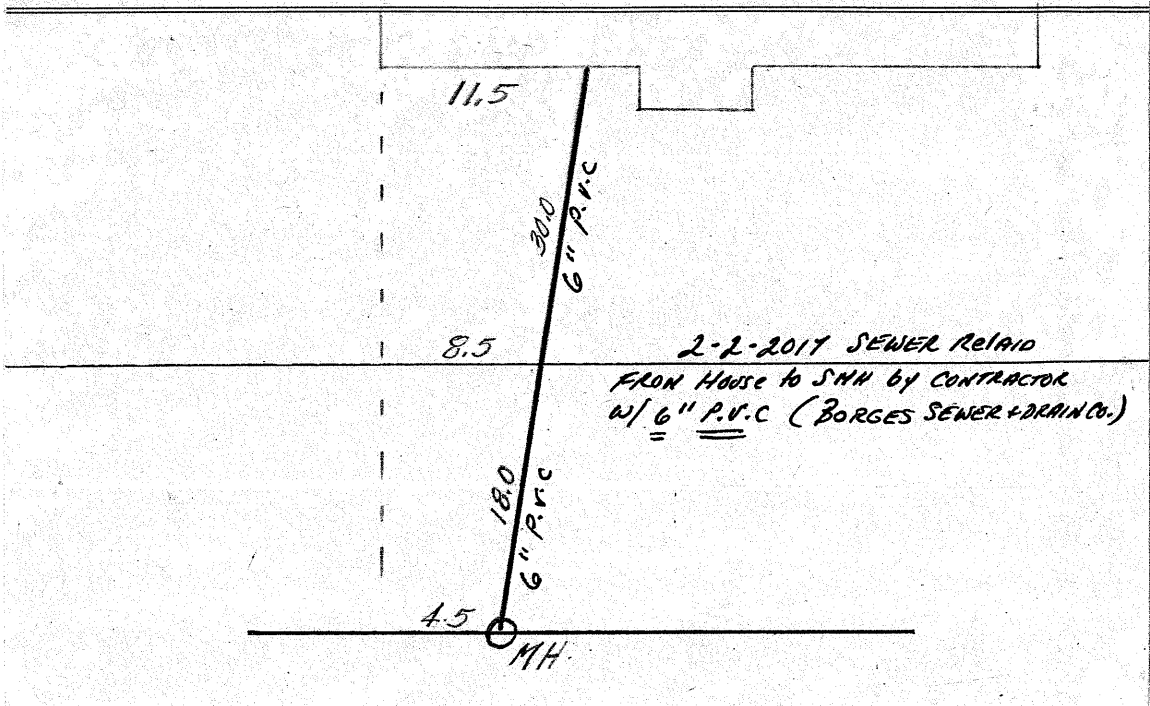 11.5
30.0
6" P.V.C
8.5
2-2-2017 SEWER Relaid
FROM House to SMH by CONTRACTOR
W/ 6" P.V.C (BORGES SEWER + DRAIN CO.)
18.0
6" P.V.C
4.5
MH.